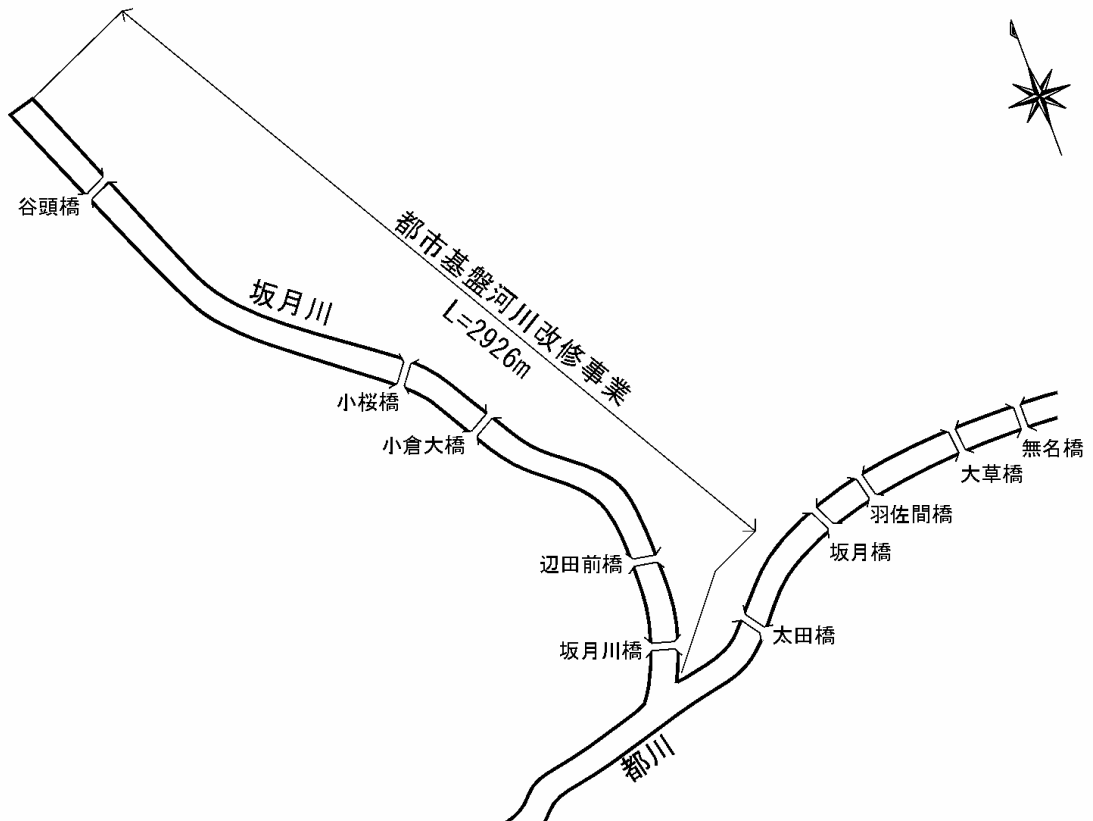 谷頭橋
坂月川
都市基盤河川改修事業
L=2926m
小桜橋
小倉大橋
無名橋
大草橋
羽佐間橋
坂月橋
辺田前橋
太田橋
坂月川橋
都川